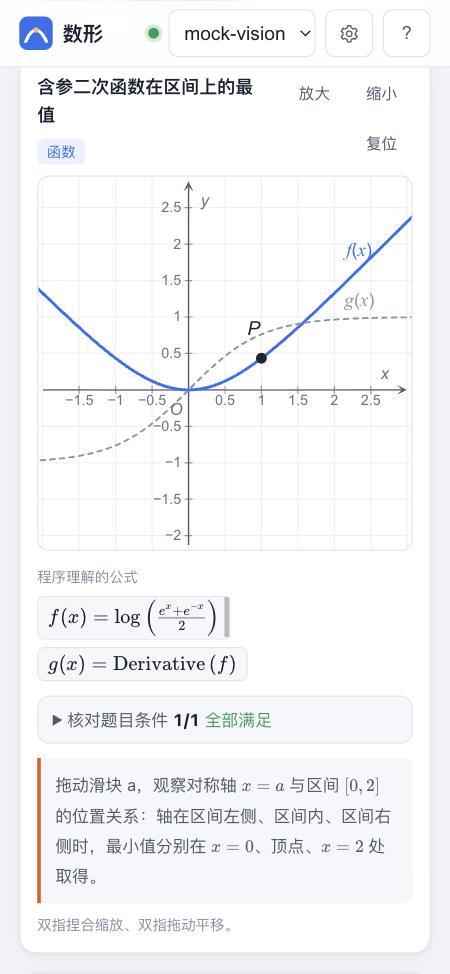 数形
mock-vision
?
含参二次函数在区间上的最
值
放大 缩小
复位
函数
y
2.5
2
1.5
1
0.5
−0.5
−1
−1.5
−2
f(x)
g(x)
P
x
O
−1.5 −1 −0.5 0.5 1 1.5 2 2.5
程序理解的公式
f(x) = log((e^x+e^{-x})/2)
g(x) = Derivative (f)
▶ 核对题目条件 1/1 全部满足
拖动滑块 a，观察对称轴 x = a 与区间 [0, 2]
的位置关系：轴在区间左侧、区间内、区间右
侧时，最小值分别在 x = 0、顶点、x = 2 处
取得。
双指捏合缩放、双指拖动平移。